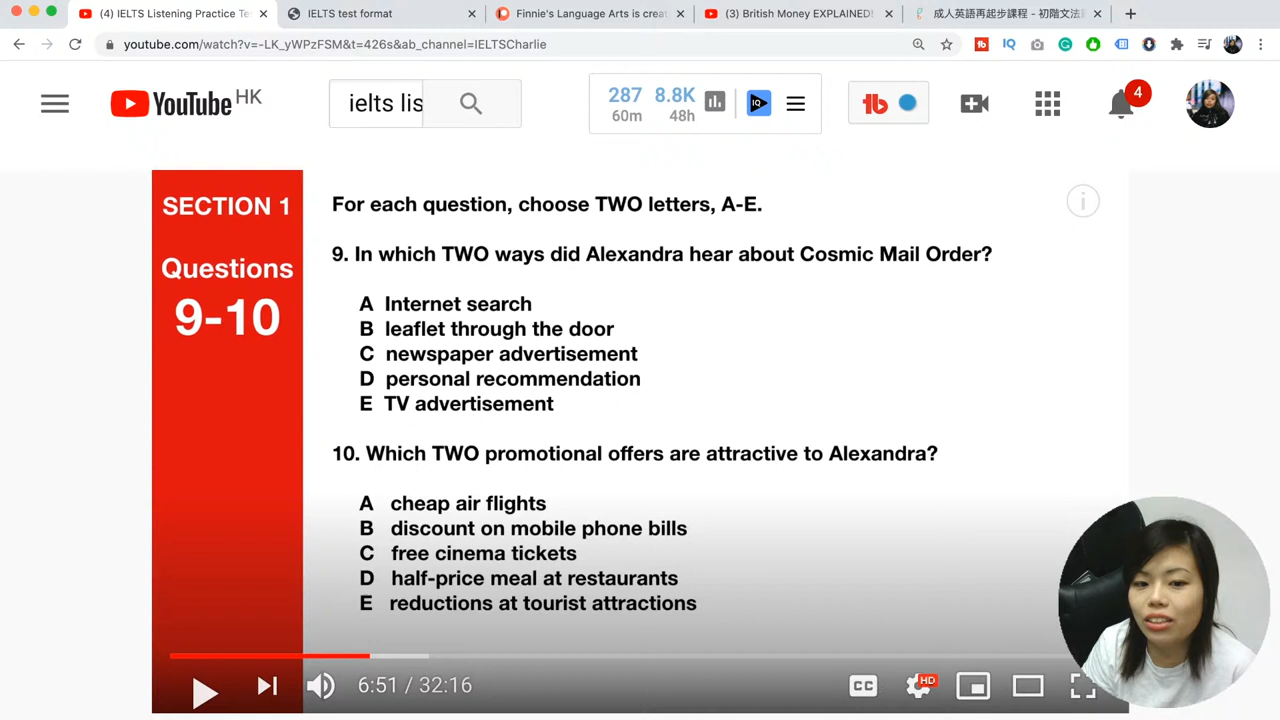 (4) IELTS Listening Practice Te
IELTS test format
Finnie's Language Arts is creat
(3) British Money EXPLAINED!
成人英語再起步課程 - 初階文法
youtube.com/watch?v=-LK_yWPzFSM&t=426s&ab_channel=IELTSCharlie
YouTube HK
ielts lis
287 8.8K
60m 48h
IQ
4
SECTION 1
Questions
9-10
For each question, choose TWO letters, A-E.
9. In which TWO ways did Alexandra hear about Cosmic Mail Order?
A Internet search
B leaflet through the door
C newspaper advertisement
D personal recommendation
E TV advertisement
10. Which TWO promotional offers are attractive to Alexandra?
A cheap air flights
B discount on mobile phone bills
C free cinema tickets
D half-price meal at restaurants
E reductions at tourist attractions
6:51 / 32:16
CC
HD